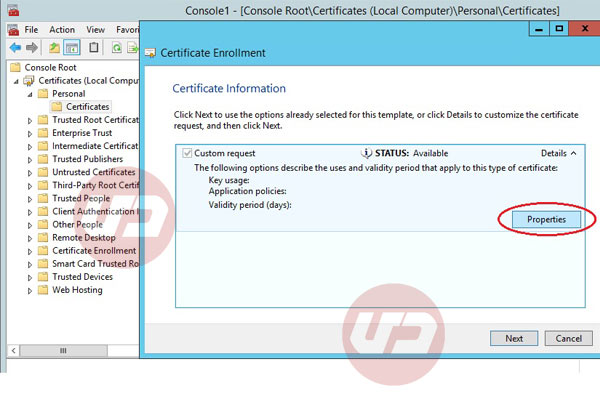 Console1 - [Console Root\Certificates (Local Computer)\Personal\Certificates]
File Action View Favori
Console Root
Certificates (Local Compu
Personal
Certificates
Trusted Root Certificat
Enterprise Trust
Intermediate Certificat
Trusted Publishers
Untrusted Certificates
Third-Party Root Certif
Trusted People
Client Authentication I
Other People
Remote Desktop
Certificate Enrollment
Smart Card Trusted Ro
Trusted Devices
Web Hosting
Certificate Enrollment
Certificate Information
Click Next to use the options already selected for this template, or click Details to customize the certificate
request, and then click Next.
Custom request STATUS: Available Details
The following options describe the uses and validity period that apply to this type of certificate:
Key usage:
Application policies:
Validity period (days):
Properties
Next Cancel